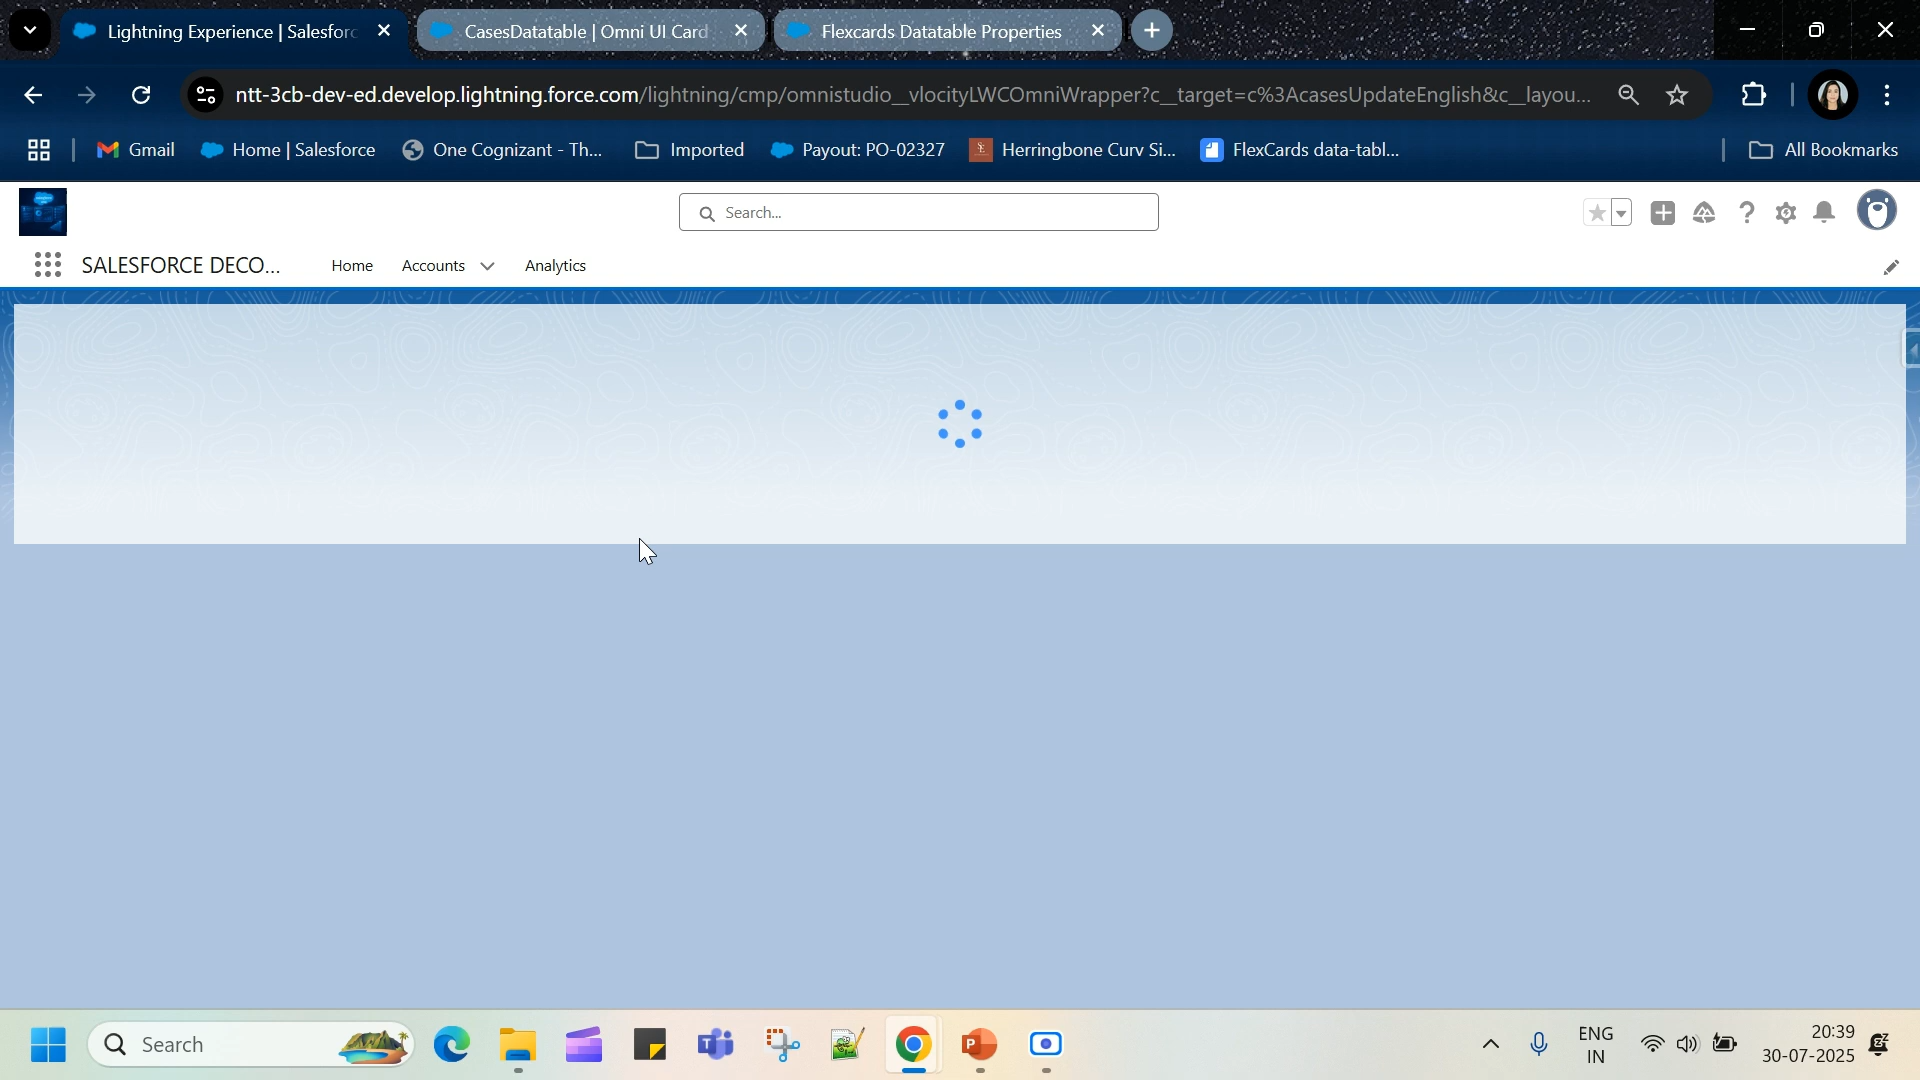 Lightning Experience | Salesforc
CasesDatatable | Omni UI Card
Flexcards Datatable Properties
ntt-3cb-dev-ed.develop.lightning.force.com/lightning/cmp/omnistudio__vlocityLWCOmniWrapper?c__target=c%3AcasesUpdateEnglish&c__layou...
Gmail
Home | Salesforce
One Cognizant - Th...
Imported
Payout: PO-02327
Herringbone Curv Si...
FlexCards data-tabl...
All Bookmarks
Search...
SALESFORCE DECO...
Home
Accounts
Analytics
Search
ENG
IN
20:39
30-07-2025